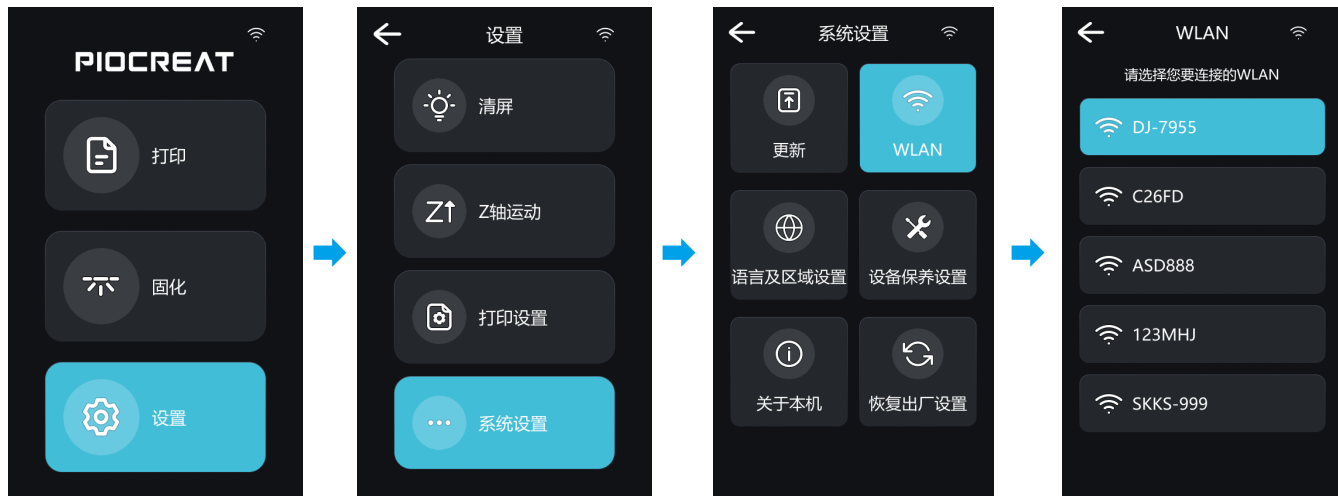 PIOCREAT
打印
固化
设置
设置
清屏
Z轴运动
打印设置
系统设置
系统设置
更新
WLAN
语言及区域设置
设备保养设置
关于本机
恢复出厂设置
WLAN
请选择您要连接的WLAN
DJ-7955
C26FD
ASD888
123MHJ
SKKS-999